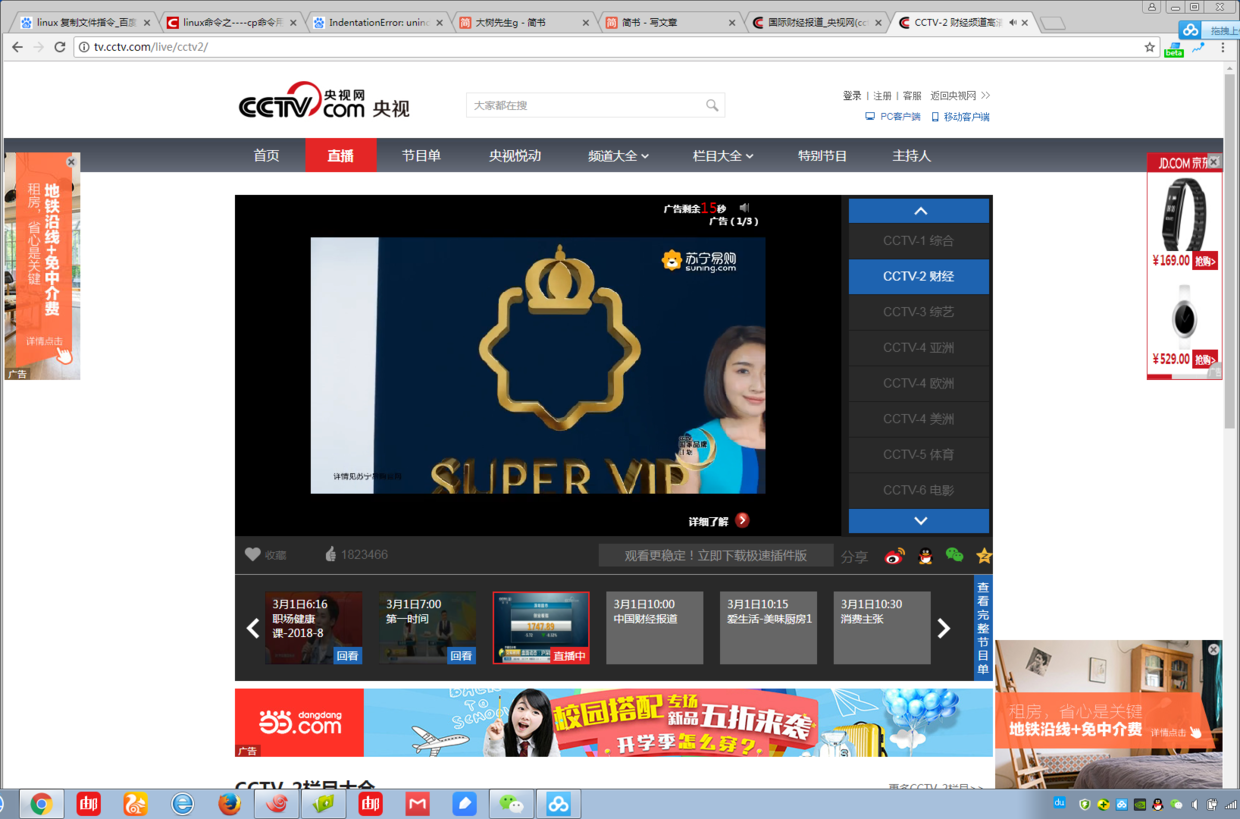 linux 复制文件指令_百度
linux命令之----cp命令用
IndentationError: unind
大财先生g - 简书
简书 - 写文章
国际财经报道_央视网(cc
CCTV-2 财经频道高清
拖拽上
tv.cctv.com/live/cctv2/
beta
CCTV 央视网 com 央视
大家都在搜
登录 | 注册 | 客服 返回央视网 >>
PC客户端 移动客户端
首页 直播 节目单 央视悦动 频道大全 栏目大全 特别节目 主持人
地铁沿线+免中介费
租房，省心是关键
详情点击
广告
JD.COM 京东
¥169.00 抢购>
¥529.00 抢购>
广告剩余15秒
广告 ( 1/3 )
苏宁易购
suning.com
SUPER VIP
详细了解
CCTV-1 综合
CCTV-2 财经
CCTV-3 综艺
CCTV-4 亚洲
CCTV-4 欧洲
CCTV-4 美洲
CCTV-5 体育
CCTV-6 电影
收藏 1823466
观看更稳定！立即下载极速插件版
分享
3月1日6:16
职场健康
课-2018-8
回看
3月1日7:00
第一时间
回看
1747.89
直播中
3月1日10:00
中国财经报道
3月1日10:15
爱生活-美味厨房1
3月1日10:30
消费主张
查看完整节目单
当当 dangdang
.com
广告
BACK
TO
SCHOOL
校园搭配 专场 新品 五折来袭
开学季怎么穿？
租房，省心是关键
地铁沿线+免中介费 详情点击
CCTV-2栏目大全
更多CCTV-2栏目>>
du